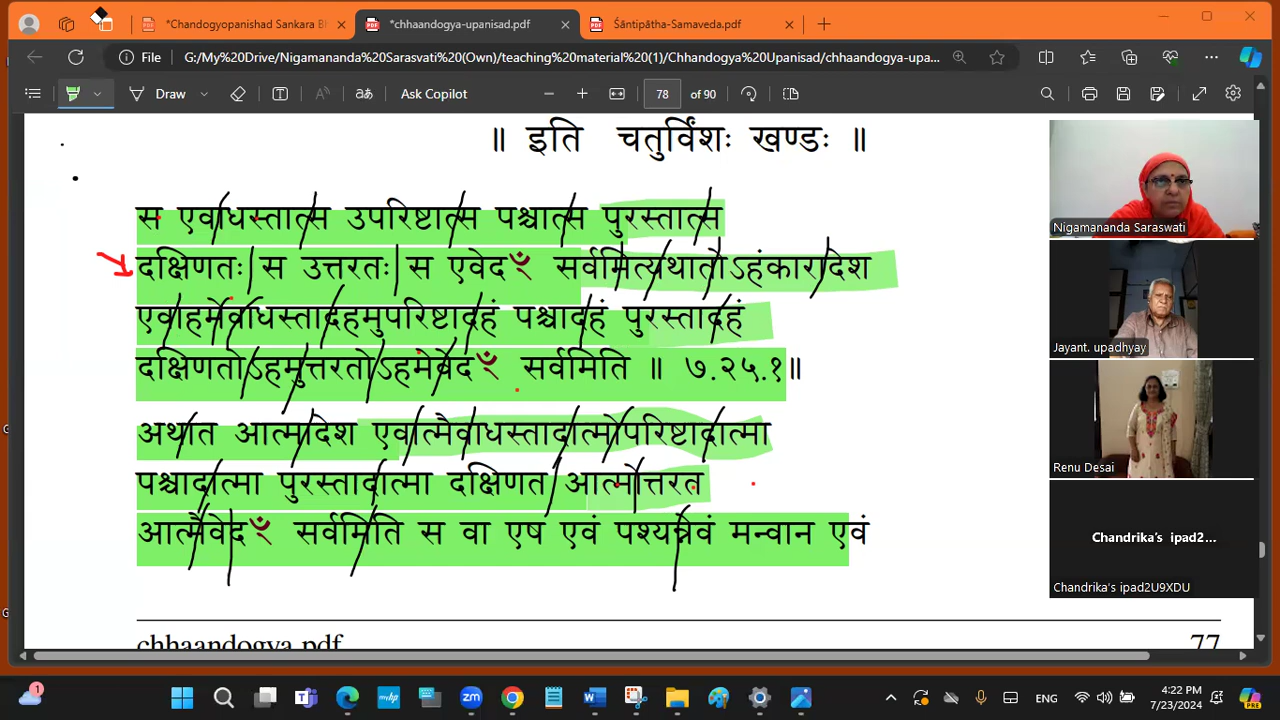 *Chandogyopanishad Sankara B
*chhaandogya-upanisad.pdf
Śāntipāṭha-Samaveda.pdf
File
G:/My%20Drive/Nigamananda%20Sarasvati%20(Own)/teaching%20material%20(1)/Chhandogya%20Upanisad/chhaandogya-upa...
Draw
Ask Copilot
78 of 90
॥ इति चतुर्विंशः खण्डः ॥
स एवाधस्तात्स उपरिष्टात्स पश्चात्स पुरस्तात्स
दक्षिणतः स उत्तरतः स एवेदँ सर्वमित्यथातोऽहंकारादेश
एवाहमेवाधस्तादहमुपरिष्टादहं पश्चादहं पुरस्तादहं
दक्षिणतोऽहमुत्तरतोऽहमेवेदँ सर्वमिति ॥ ७.२५.१॥
अथात आत्मादेश एवात्मैवाधस्तादात्मोपरिष्टादात्मा
पश्चादात्मा पुरस्तादात्मा दक्षिणत आत्मोत्तरत
आत्मैवेदँ सर्वमिति स वा एष एवं पश्यन्नेवं मन्वान एवं
chhaandogya.pdf
77
Nigamananda Saraswati
Jayant. upadhyay
Renu Desai
Chandrika's ipad2...
Chandrika's ipad2U9XDU
1
ENG
4:22 PM
7/23/2024